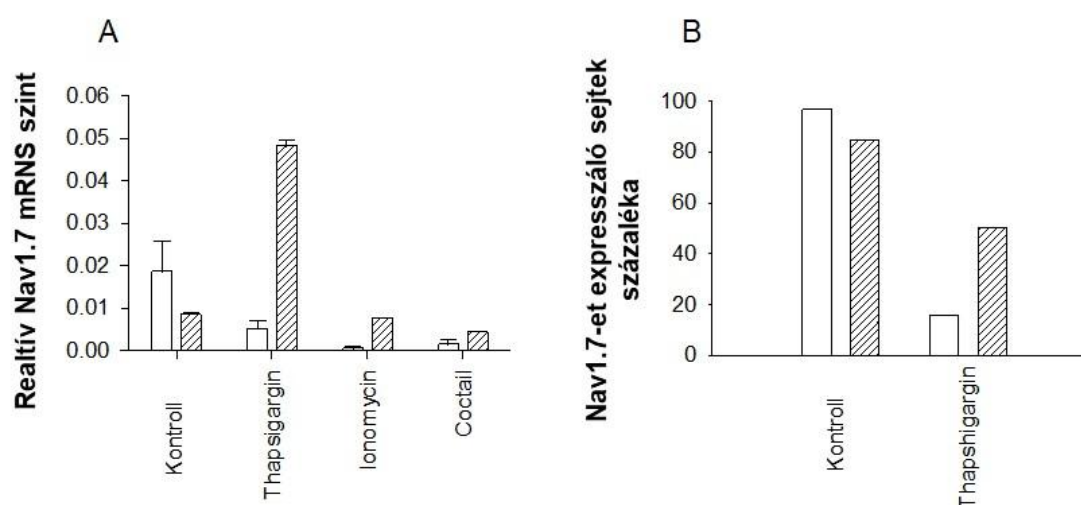 A
Realtív Nav1.7 mRNS szint
0.06
0.05
0.04
0.03
0.02
0.01
0.00
Kontroll
Thapsigargin
Ionomycin
Coctail
B
Nav1.7-et expresszáló sejtek
százaléka
100
80
60
40
20
0
Kontroll
Thapshigargin